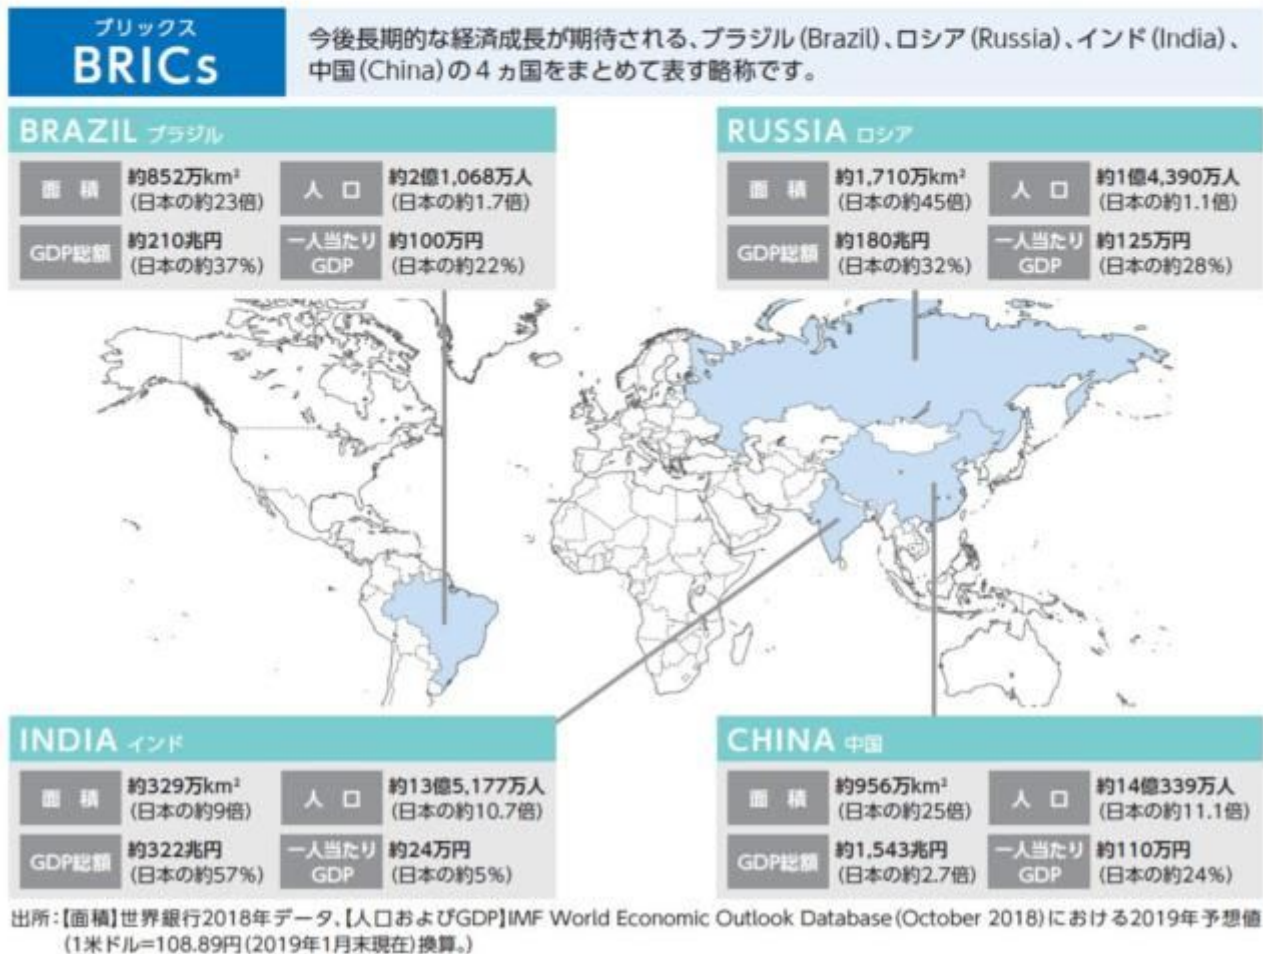 ブリックス
BRICs
今後長期的な経済成長が期待される、ブラジル(Brazil)、ロシア(Russia)、インド(India)、
中国(China)の4ヵ国をまとめて表す略称です。
BRAZIL ブラジル
面積 約852万km² 人口 約2億1,068万人
(日本の約23倍) (日本の約1.7倍)
GDP総額 約210兆円 一人当たりGDP 約100万円
(日本の約37%) (日本の約22%)
RUSSIA ロシア
面積 約1,710万km² 人口 約1億4,390万人
(日本の約45倍) (日本の約1.1倍)
GDP総額 約180兆円 一人当たりGDP 約125万円
(日本の約32%) (日本の約28%)
INDIA インド
面積 約329万km² 人口 約13億5,177万人
(日本の約9倍) (日本の約10.7倍)
GDP総額 約322兆円 一人当たりGDP 約24万円
(日本の約57%) (日本の約5%)
CHINA 中国
面積 約956万km² 人口 約14億339万人
(日本の約25倍) (日本の約11.1倍)
GDP総額 約1,543兆円 一人当たりGDP 約110万円
(日本の約2.7倍) (日本の約24%)
出所:【面積】世界銀行2018年データ、【人口およびGDP】IMF World Economic Outlook Database(October 2018)における2019年予想値
(1米ドル=108.89円(2019年1月末現在)換算。)